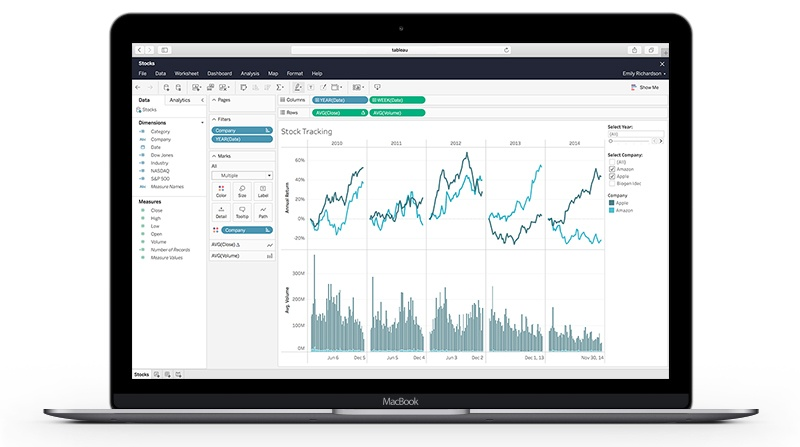 tableau
Stocks
File Data Worksheet Dashboard Analysis Map Format Help Emily Richardson
Show Me
Data Analytics
Stocks
Dimensions
Category
Company
Date
Dow Jones
Industry
NASDAQ
S&P 500
Measure Names
Measures
Close
High
Low
Open
Volume
Number of Records
Measure Values
Pages
Filters
Company
YEAR(Date)
Marks
All
Multiple
Color Size Label
Detail Tooltip Path
Company
AVG(Close)
AVG(Volume)
Columns YEAR(Date) WEEK(Date)
Rows AVG(Close) AVG(Volume)
Stock Tracking
2010 2011 2012 2013 2014
Annual Return
60%
40%
20%
0%
-20%
Avg. Volume
300M
200M
100M
0M
Jun 6 Dec 5 Jun 5 Dec 4 Jun 3 Dec 2 Dec 1, 13 Nov 30, 14
Select Year:
(All)
Select Company:
(All)
Amazon
Apple
Biogen Idec
Company
Apple
Amazon
Stocks
MacBook